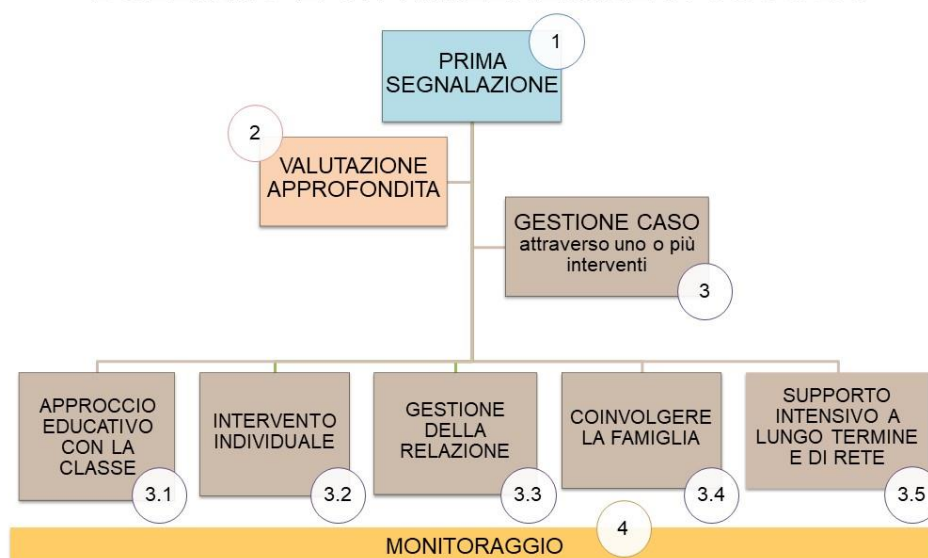 1
PRIMA
SEGNALAZIONE
2
VALUTAZIONE
APPROFONDITA
GESTIONE CASO
attraverso uno o più
interventi
3
APPROCCIO
EDUCATIVO
CON LA
CLASSE
3.1
INTERVENTO
INDIVIDUALE
3.2
GESTIONE
DELLA
RELAZIONE
3.3
COINVOLGERE
LA FAMIGLIA
3.4
SUPPORTO
INTENSIVO A
LUNGO TERMINE
E DI RETE
3.5
4
MONITORAGGIO